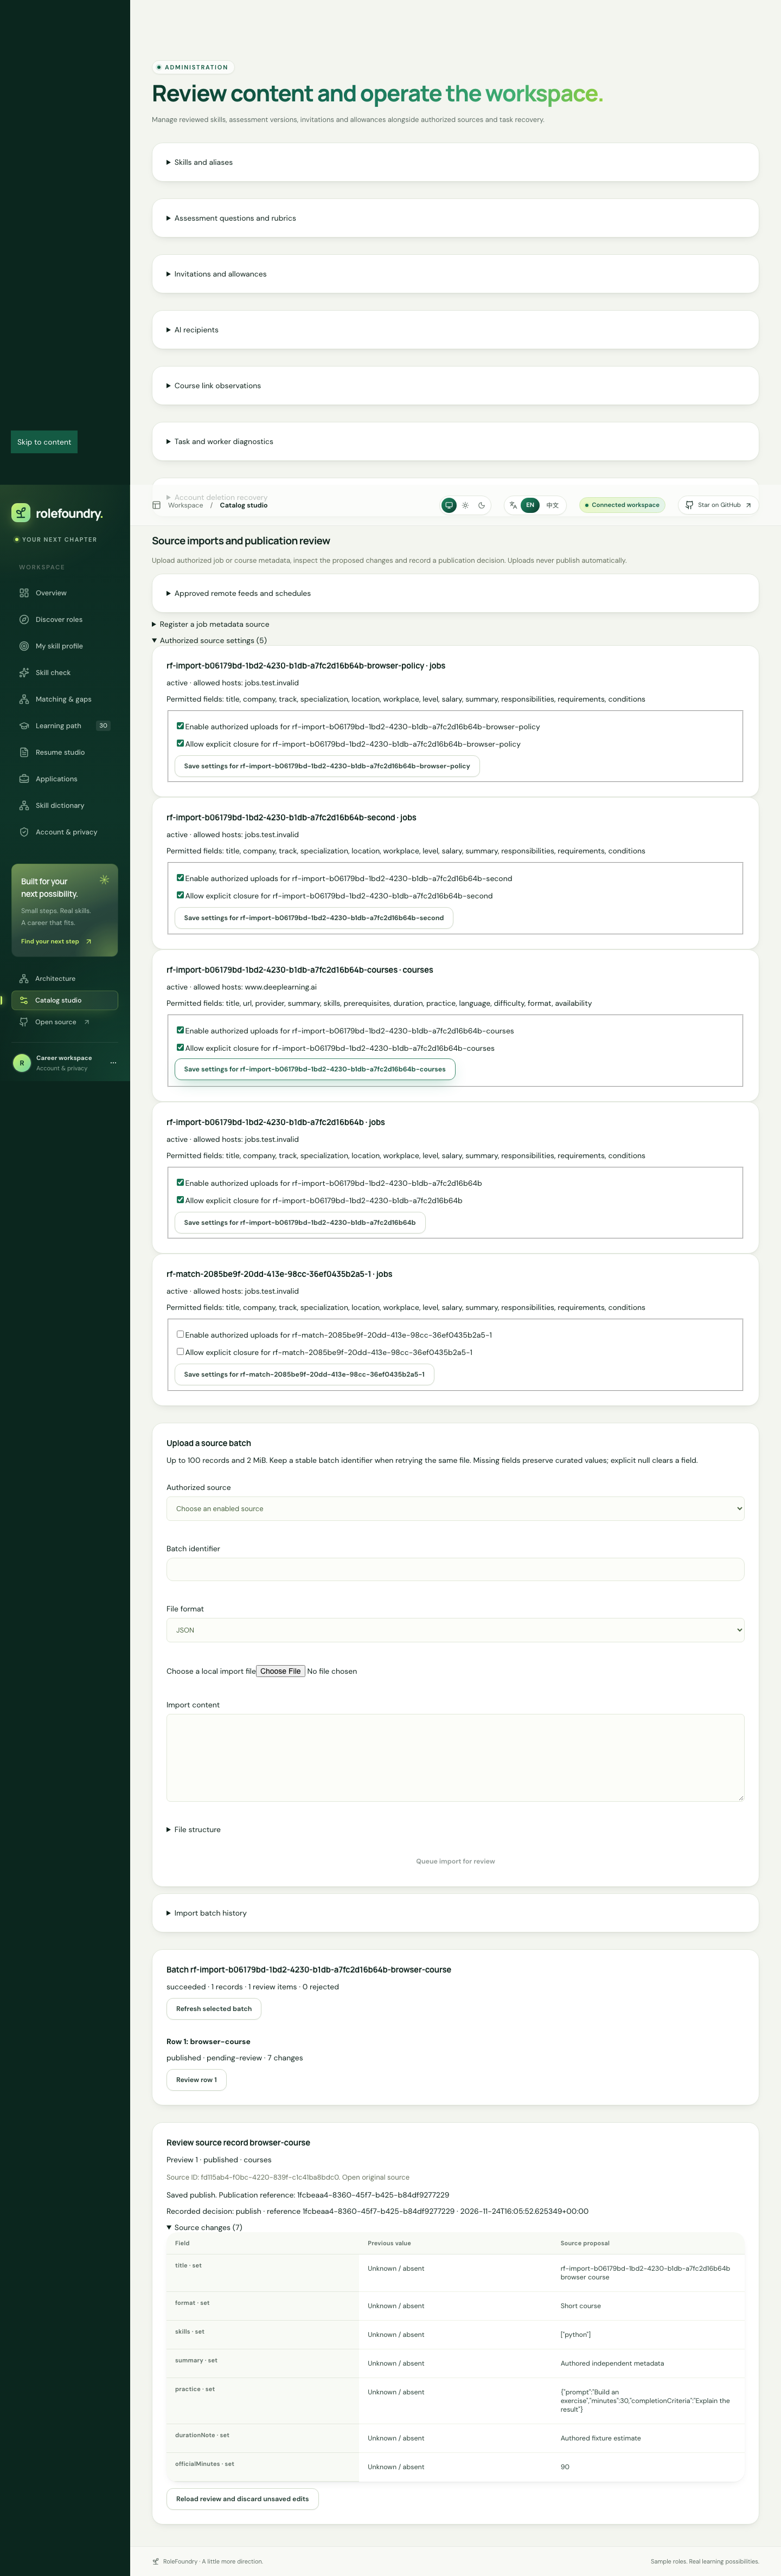 ADMINISTRATION
Review content and operate the workspace.
Manage reviewed skills, assessment versions, invitations and allowances alongside authorized sources and task recovery.
Skills and aliases
Assessment questions and rubrics
Invitations and allowances
AI recipients
Course link observations
Task and worker diagnostics
Skip to content
Account deletion recovery
Workspace / Catalog studio
EN 中文
Connected workspace
Star on GitHub
rolefoundry.
YOUR NEXT CHAPTER
WORKSPACE
Overview
Discover roles
My skill profile
Skill check
Matching & gaps
Learning path 30
Resume studio
Applications
Skill dictionary
Account & privacy
Built for your
next possibility.
Small steps. Real skills.
A career that fits.
Find your next step
Architecture
Catalog studio
Open source
R
Career workspace
Account & privacy
Source imports and publication review
Upload authorized job or course metadata, inspect the proposed changes and record a publication decision. Uploads never publish automatically.
Approved remote feeds and schedules
Register a job metadata source
Authorized source settings (5)
rf-import-b06179bd-1bd2-4230-b1db-a7fc2d16b64b-browser-policy · jobs
active · allowed hosts: jobs.test.invalid
Permitted fields: title, company, track, specialization, location, workplace, level, salary, summary, responsibilities, requirements, conditions
Enable authorized uploads for rf-import-b06179bd-1bd2-4230-b1db-a7fc2d16b64b-browser-policy
Allow explicit closure for rf-import-b06179bd-1bd2-4230-b1db-a7fc2d16b64b-browser-policy
Save settings for rf-import-b06179bd-1bd2-4230-b1db-a7fc2d16b64b-browser-policy
rf-import-b06179bd-1bd2-4230-b1db-a7fc2d16b64b-second · jobs
active · allowed hosts: jobs.test.invalid
Permitted fields: title, company, track, specialization, location, workplace, level, salary, summary, responsibilities, requirements, conditions
Enable authorized uploads for rf-import-b06179bd-1bd2-4230-b1db-a7fc2d16b64b-second
Allow explicit closure for rf-import-b06179bd-1bd2-4230-b1db-a7fc2d16b64b-second
Save settings for rf-import-b06179bd-1bd2-4230-b1db-a7fc2d16b64b-second
rf-import-b06179bd-1bd2-4230-b1db-a7fc2d16b64b-courses · courses
active · allowed hosts: www.deeplearning.ai
Permitted fields: title, url, provider, summary, skills, prerequisites, duration, practice, language, difficulty, format, availability
Enable authorized uploads for rf-import-b06179bd-1bd2-4230-b1db-a7fc2d16b64b-courses
Allow explicit closure for rf-import-b06179bd-1bd2-4230-b1db-a7fc2d16b64b-courses
Save settings for rf-import-b06179bd-1bd2-4230-b1db-a7fc2d16b64b-courses
rf-import-b06179bd-1bd2-4230-b1db-a7fc2d16b64b · jobs
active · allowed hosts: jobs.test.invalid
Permitted fields: title, company, track, specialization, location, workplace, level, salary, summary, responsibilities, requirements, conditions
Enable authorized uploads for rf-import-b06179bd-1bd2-4230-b1db-a7fc2d16b64b
Allow explicit closure for rf-import-b06179bd-1bd2-4230-b1db-a7fc2d16b64b
Save settings for rf-import-b06179bd-1bd2-4230-b1db-a7fc2d16b64b
rf-match-2085be9f-20dd-413e-98cc-36ef0435b2a5-1 · jobs
active · allowed hosts: jobs.test.invalid
Permitted fields: title, company, track, specialization, location, workplace, level, salary, summary, responsibilities, requirements, conditions
Enable authorized uploads for rf-match-2085be9f-20dd-413e-98cc-36ef0435b2a5-1
Allow explicit closure for rf-match-2085be9f-20dd-413e-98cc-36ef0435b2a5-1
Save settings for rf-match-2085be9f-20dd-413e-98cc-36ef0435b2a5-1
Upload a source batch
Up to 100 records and 2 MiB. Keep a stable batch identifier when retrying the same file. Missing fields preserve curated values; explicit null clears a field.
Authorized source
Choose an enabled source
Batch identifier
File format
JSON
Choose a local import file Choose File No file chosen
Import content
File structure
Queue import for review
Import batch history
Batch rf-import-b06179bd-1bd2-4230-b1db-a7fc2d16b64b-browser-course
succeeded · 1 records · 1 review items · 0 rejected
Refresh selected batch
Row 1: browser-course
published · pending-review · 7 changes
Review row 1
Review source record browser-course
Preview 1 · published · courses
Source ID: fd115ab4-f0bc-4220-839f-c1c41ba8bdc0. Open original source
Saved publish. Publication reference: 1fcbeaa4-8360-45f7-b425-b84df9277229
Recorded decision: publish · reference 1fcbeaa4-8360-45f7-b425-b84df9277229 · 2026-11-24T16:05:52.625349+00:00
Source changes (7)
Field Previous value Source proposal
title · set Unknown / absent rf-import-b06179bd-1bd2-4230-b1db-a7fc2d16b64b
browser course
format · set Unknown / absent Short course
skills · set Unknown / absent ["python"]
summary · set Unknown / absent Authored independent metadata
practice · set Unknown / absent {"prompt":"Build an
exercise","minutes":30,"completionCriteria":"Explain the
result"}
durationNote · set Unknown / absent Authored fixture estimate
officialMinutes · set Unknown / absent 90
Reload review and discard unsaved edits
RoleFoundry · A little more direction.
Sample roles. Real learning possibilities.